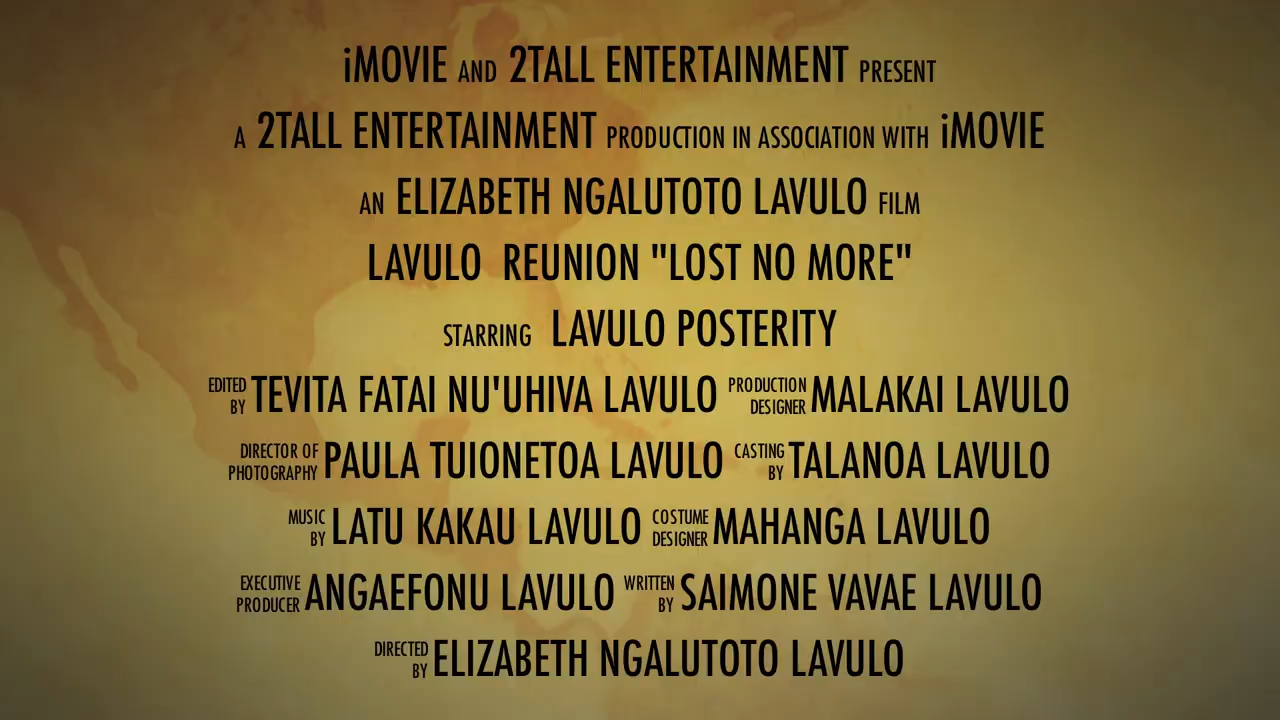 iMOVIE AND 2TALL ENTERTAINMENT PRESENT
A 2TALL ENTERTAINMENT PRODUCTION IN ASSOCIATION WITH iMOVIE
AN ELIZABETH NGALUTOTO LAVULO FILM
LAVULO REUNION "LOST NO MORE"
STARRING LAVULO POSTERITY
EDITED BY TEVITA FATAI NU'UHIVA LAVULO PRODUCTION DESIGNER MALAKAI LAVULO
DIRECTOR OF PHOTOGRAPHY PAULA TUIONETOA LAVULO CASTING BY TALANOA LAVULO
MUSIC BY LATU KAKAU LAVULO COSTUME DESIGNER MAHANGA LAVULO
EXECUTIVE PRODUCER ANGAEFONU LAVULO WRITTEN BY SAIMONE VAVAE LAVULO
DIRECTED BY ELIZABETH NGALUTOTO LAVULO